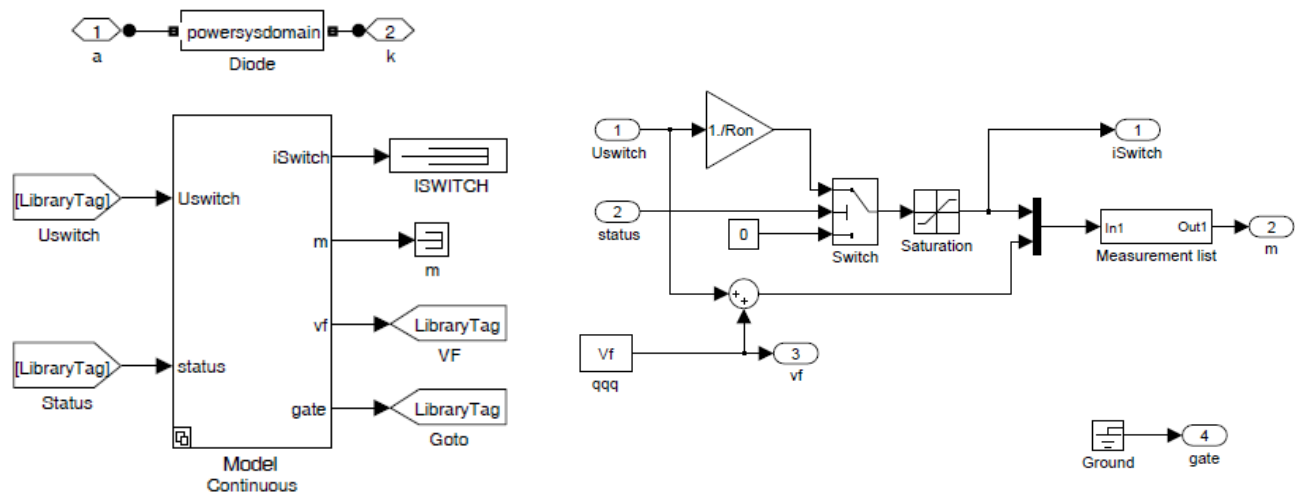 1
a
powersysdomain
Diode
2
k
[LibraryTag]
Uswitch
[LibraryTag]
Status
Uswitch
status
iSwitch
m
vf
gate
Model
Continuous
ISWITCH
m
LibraryTag
VF
LibraryTag
Goto
1
Uswitch
1./Ron
2
status
0
Switch
Saturation
1
iSwitch
In1
Out1
Measurement list
2
m
++
Vf
qqq
3
vf
Ground
4
gate